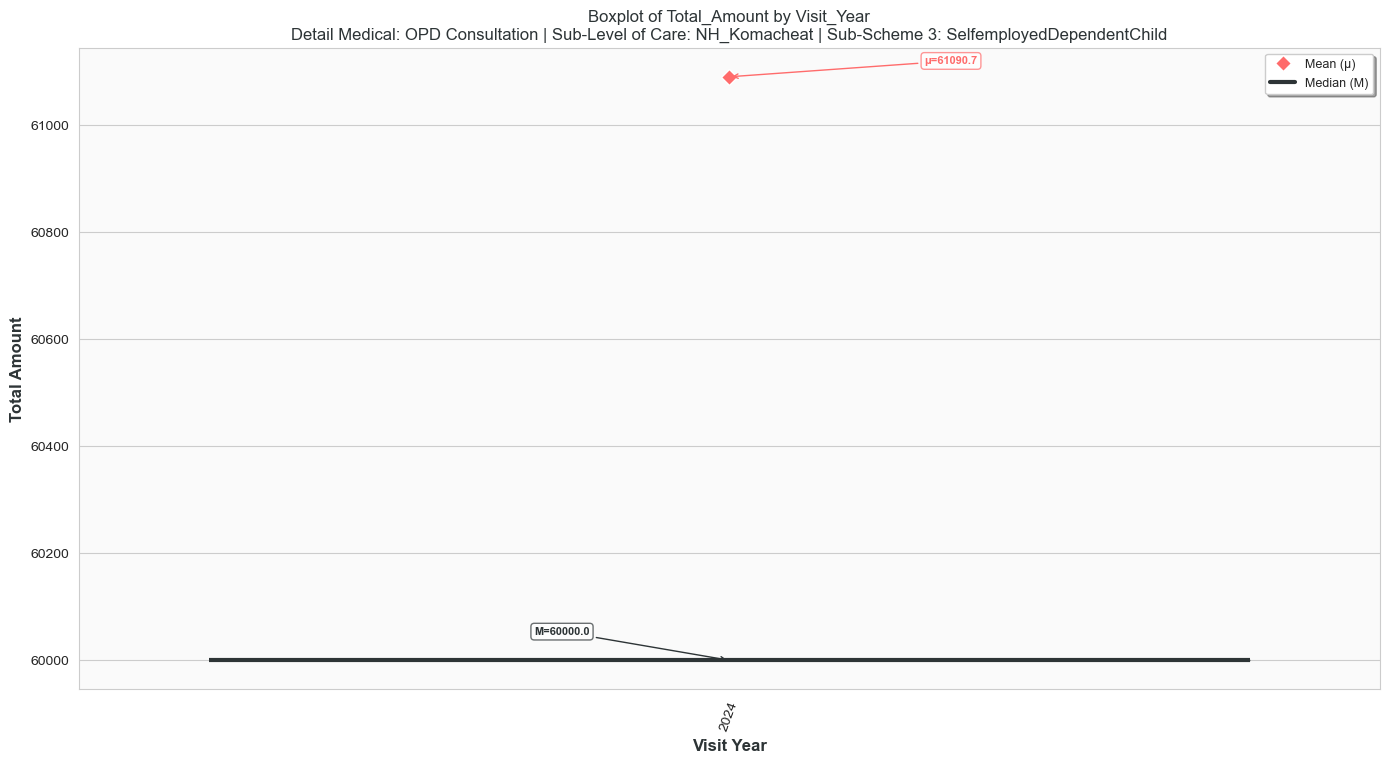 Boxplot of Total_Amount by Visit_Year
Detail Medical: OPD Consultation | Sub-Level of Care: NH_Komacheat | Sub-Scheme 3: SelfemployedDependentChild
μ=61090.7
Mean (μ)
Median (M)
61000
60800
60600
60400
60200
60000
Total Amount
M=60000.0
2024
Visit Year